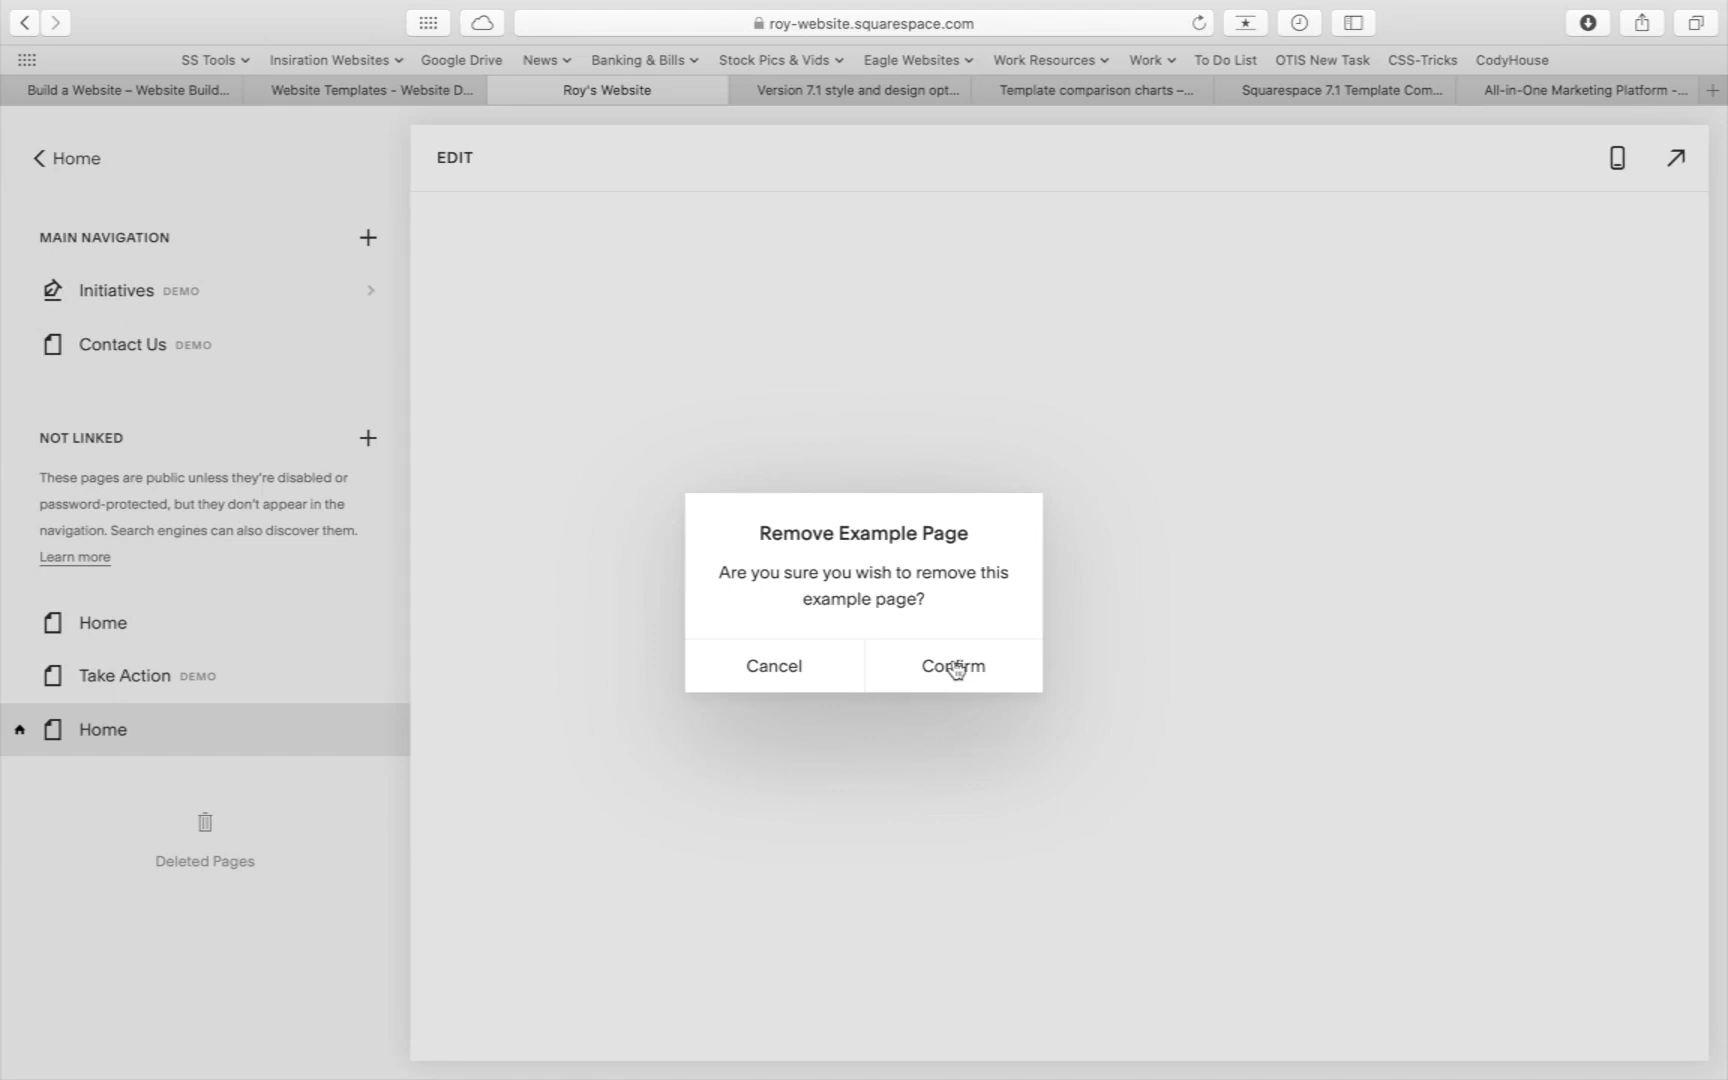 roy-website.squarespace.com
SS Tools
Insiration Websites
Google Drive
News
Banking & Bills
Stock Pics & Vids
Eagle Websites
Work Resources
Work
To Do List
OTIS New Task
CSS-Tricks
CodyHouse
Build a Website – Website Build...
Website Templates - Website D...
Roy's Website
Version 7.1 style and design opt...
Template comparison charts –...
Squarespace 7.1 Template Com...
All-in-One Marketing Platform -...
Home
EDIT
MAIN NAVIGATION
Initiatives DEMO
Contact Us DEMO
NOT LINKED
These pages are public unless they're disabled or
password-protected, but they don't appear in the
navigation. Search engines can also discover them.
Learn more
Home
Take Action DEMO
Home
Deleted Pages
Remove Example Page
Are you sure you wish to remove this
example page?
Cancel
Confirm